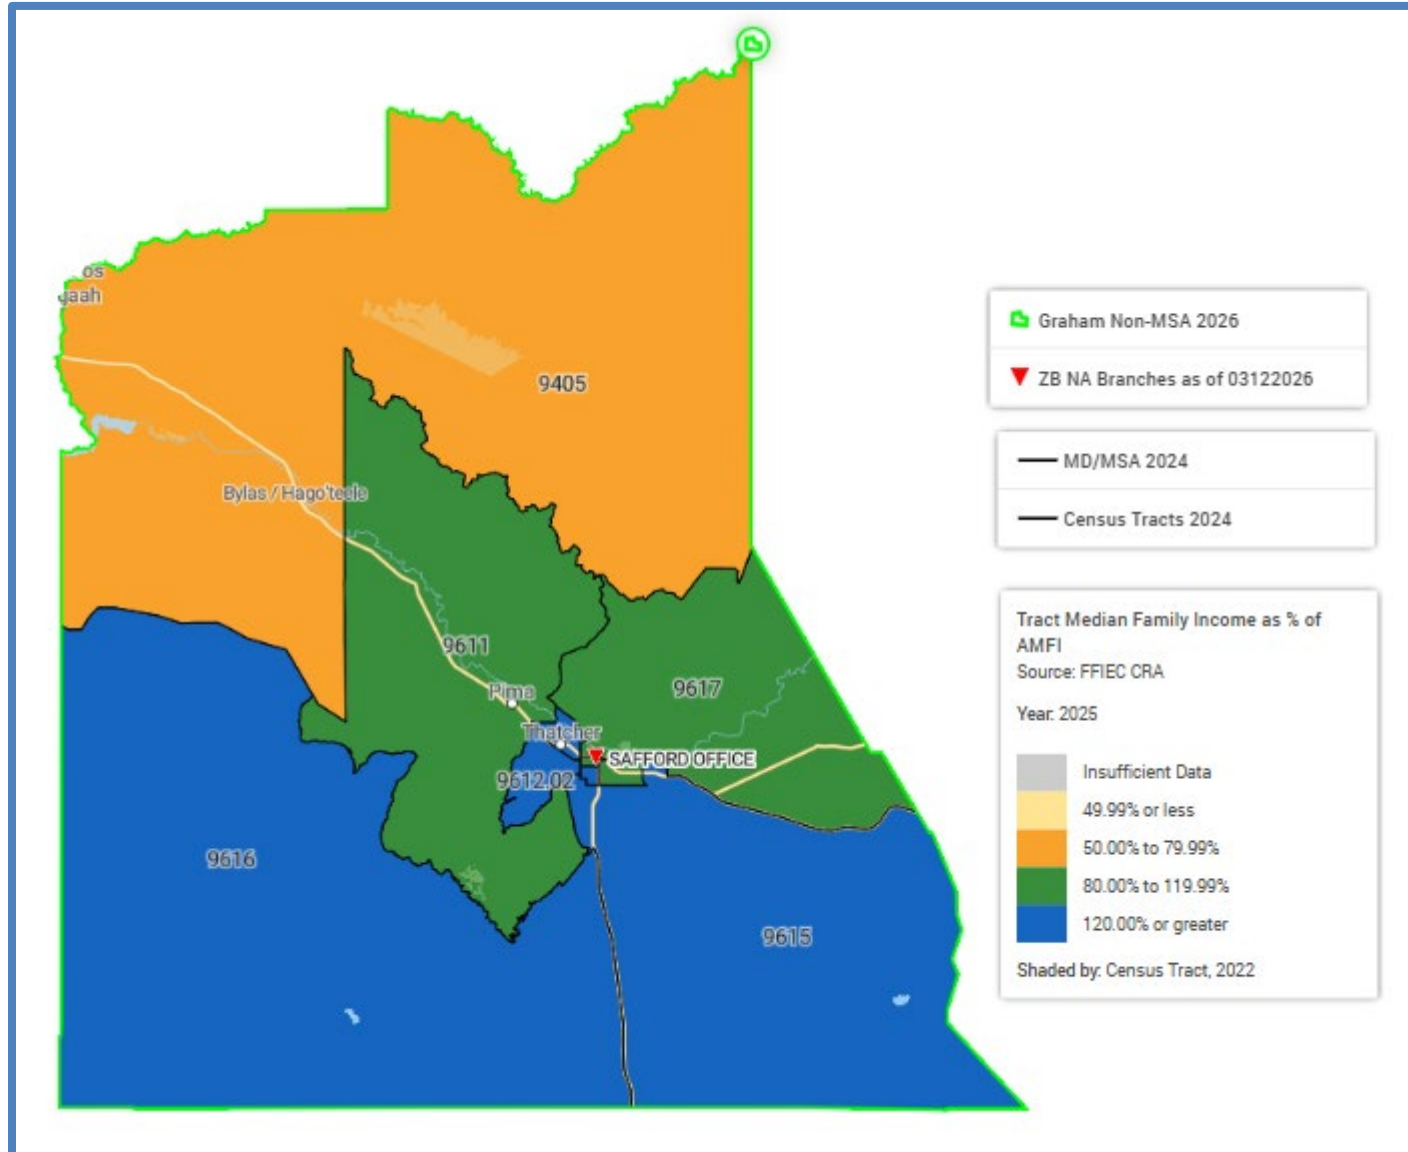 os
Bylas / Hago'teele
9405
9611
Pima
9617
Thatcher
SAFFORD OFFICE
9612.02
9616
9615
Graham Non-MSA 2026
ZB NA Branches as of 03122026
MD/MSA 2024
Census Tracts 2024
Tract Median Family Income as % of
AMFI
Source: FFIEC CRA
Year: 2025
Insufficient Data
49.99% or less
50.00% to 79.99%
80.00% to 119.99%
120.00% or greater
Shaded by: Census Tract, 2022